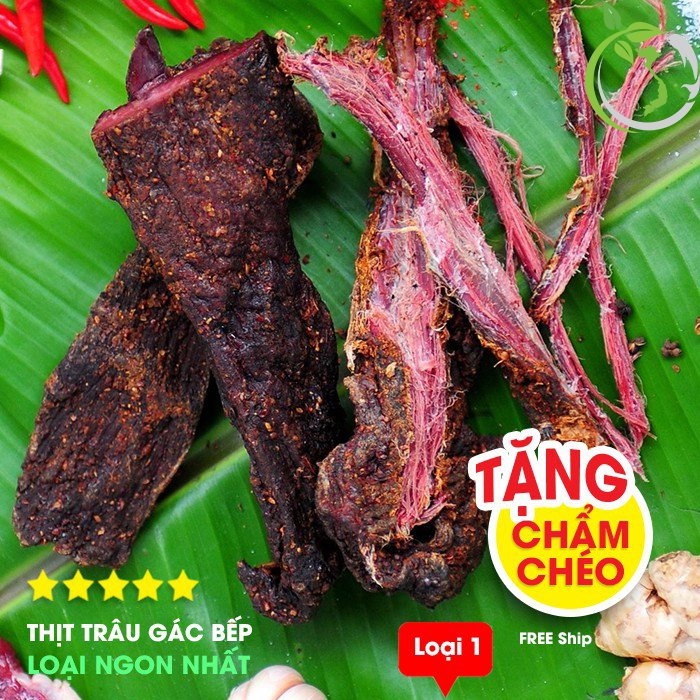 TẶNG
CHẨM
CHÉO
THỊT TRÂU GÁC BẾP
LOẠI NGON NHẤT
Loại 1
FREE Ship